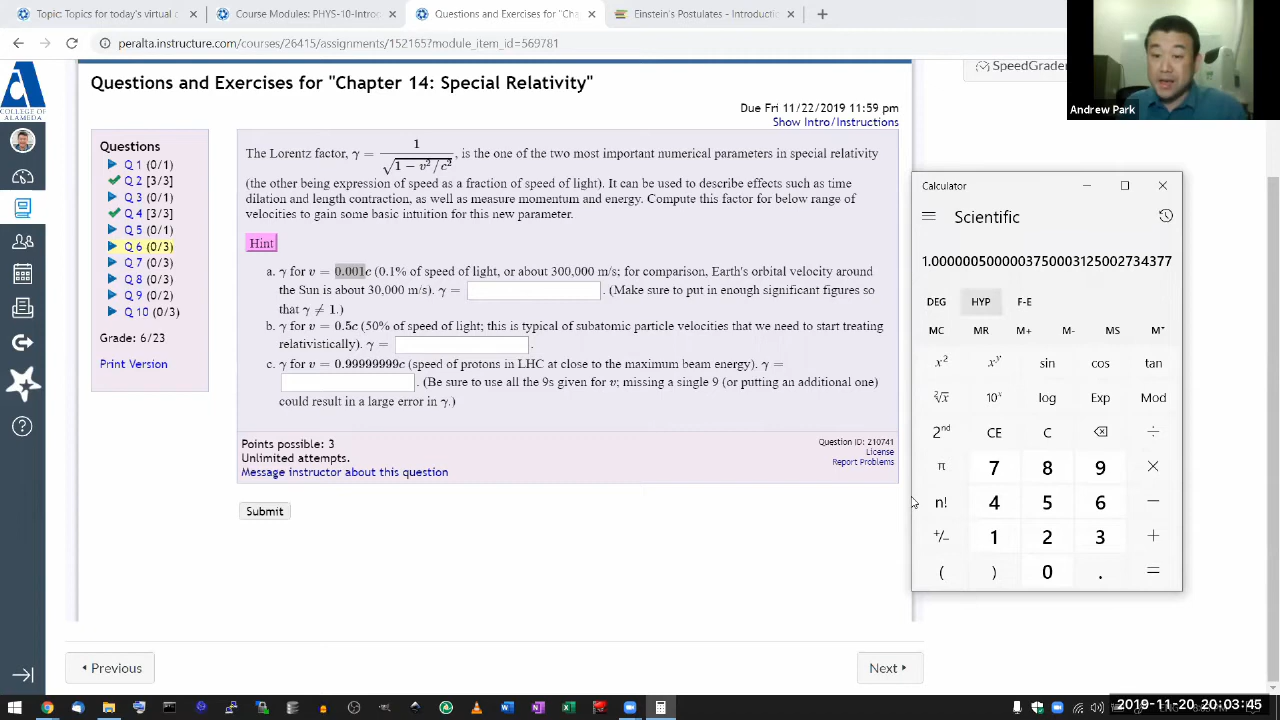 Topic: Topics for today's virtual c
Course Modules: PHYS-10-Introd
Questions and Exercises for "Cha
Einstein's Postulates - Introductio
peralta.instructure.com/courses/26415/assignments/152165?module_item_id=569781
COLLEGE OF
ALAMEDA
Questions and Exercises for "Chapter 14: Special Relativity"
SpeedGrader
Andrew Park
Due Fri 11/22/2019 11:59 pm
Show Intro/Instructions
Questions
Q 1 (0/1)
Q 2 [3/3]
Q 3 (0/1)
Q 4 [3/3]
Q 5 (0/1)
Q 6 (0/3)
Q 7 (0/3)
Q 8 (0/3)
Q 9 (0/2)
Q 10 (0/3)
Grade: 6/23
Print Version
The Lorentz factor, γ = 1/√(1 − v²/c²), is the one of the two most important numerical parameters in special relativity
(the other being expression of speed as a fraction of speed of light). It can be used to describe effects such as time
dilation and length contraction, as well as measure momentum and energy. Compute this factor for below range of
velocities to gain some basic intuition for this new parameter.
Hint
a. γ for v = 0.001c (0.1% of speed of light, or about 300,000 m/s; for comparison, Earth's orbital velocity around
the Sun is about 30,000 m/s). γ = . (Make sure to put in enough significant figures so
that γ ≠ 1.)
b. γ for v = 0.5c (50% of speed of light; this is typical of subatomic particle velocities that we need to start treating
relativistically). γ = .
c. γ for v = 0.99999999c (speed of protons in LHC at close to the maximum beam energy). γ =
. (Be sure to use all the 9s given for v; missing a single 9 (or putting an additional one)
could result in a large error in γ.)
Points possible: 3
Unlimited attempts.
Message instructor about this question
Question ID: 210741
License
Report Problems
Submit
Previous
Next
Calculator
Scientific
1.0000005000003750003125002734377
DEG HYP F-E
MC MR M+ M- MS M˅
x² xʸ sin cos tan
²√x 10ˣ log Exp Mod
2ⁿᵈ CE C ÷
π 7 8 9 ×
n! 4 5 6 −
+/− 1 2 3 +
( ) 0 . =
2019-11-20 20:03:45